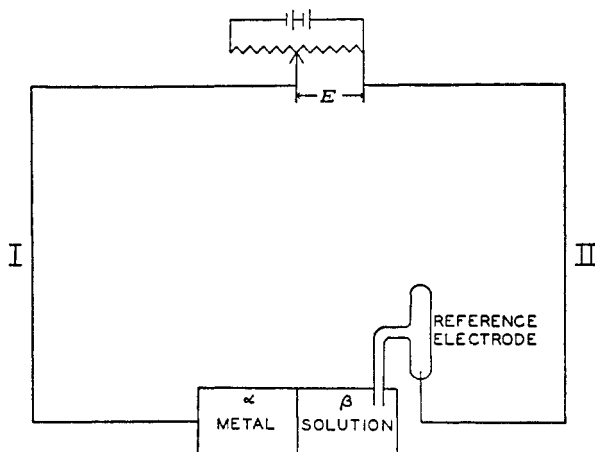 E
I
II
REFERENCE
ELECTRODE
α
METAL
β
SOLUTION